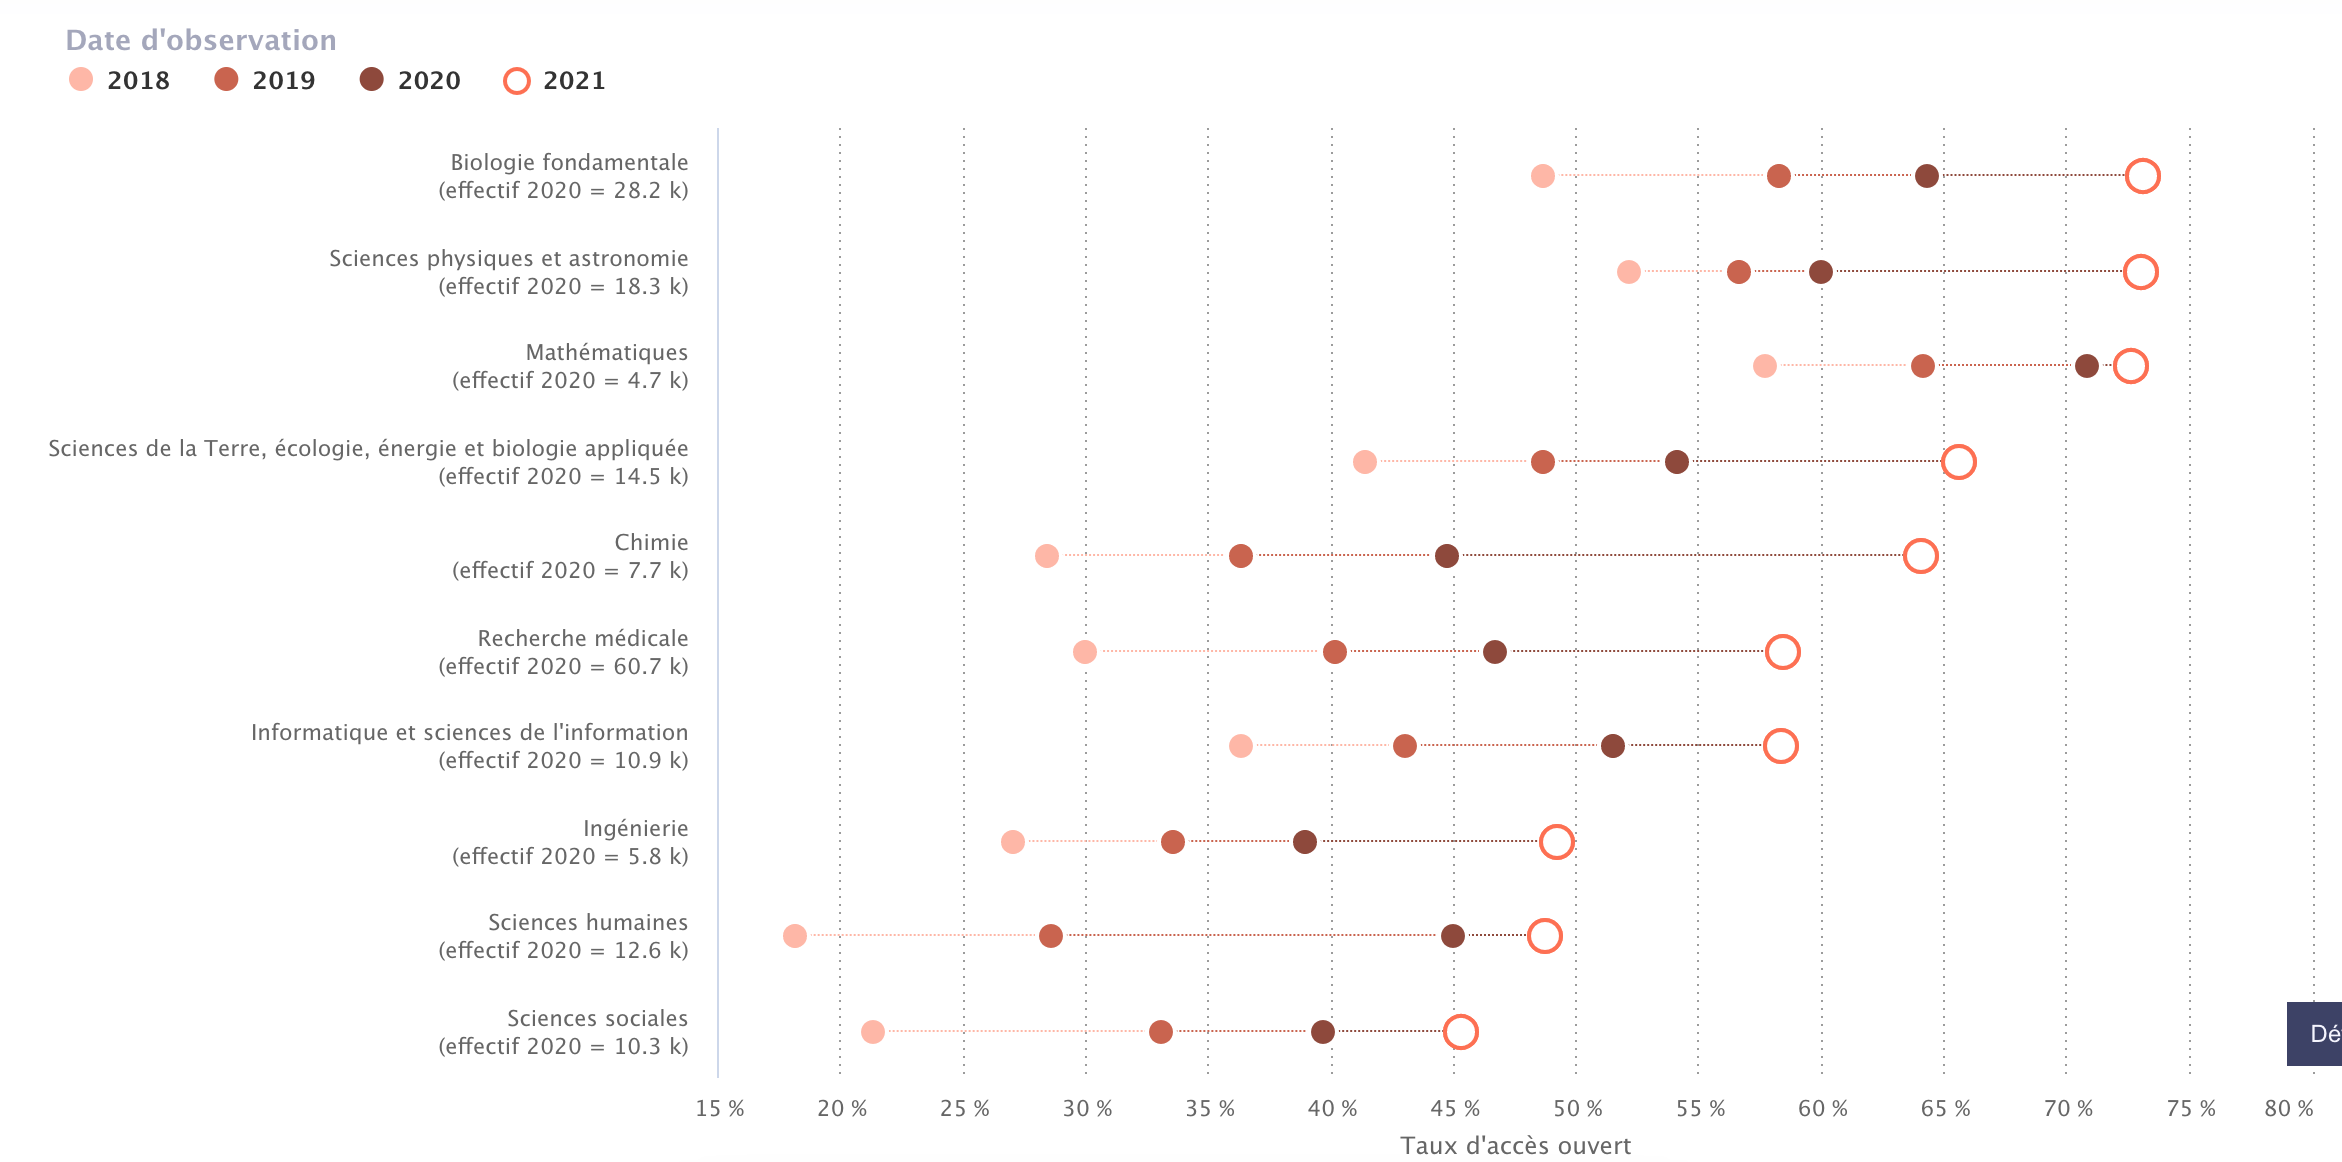 Date d'observation
2018 2019 2020 2021
Biologie fondamentale
(effectif 2020 = 28.2 k)
Sciences physiques et astronomie
(effectif 2020 = 18.3 k)
Mathématiques
(effectif 2020 = 4.7 k)
Sciences de la Terre, écologie, énergie et biologie appliquée
(effectif 2020 = 14.5 k)
Chimie
(effectif 2020 = 7.7 k)
Recherche médicale
(effectif 2020 = 60.7 k)
Informatique et sciences de l'information
(effectif 2020 = 10.9 k)
Ingénierie
(effectif 2020 = 5.8 k)
Sciences humaines
(effectif 2020 = 12.6 k)
Sciences sociales
(effectif 2020 = 10.3 k)
15 % 20 % 25 % 30 % 35 % 40 % 45 % 50 % 55 % 60 % 65 % 70 % 75 % 80 %
Taux d'accès ouvert